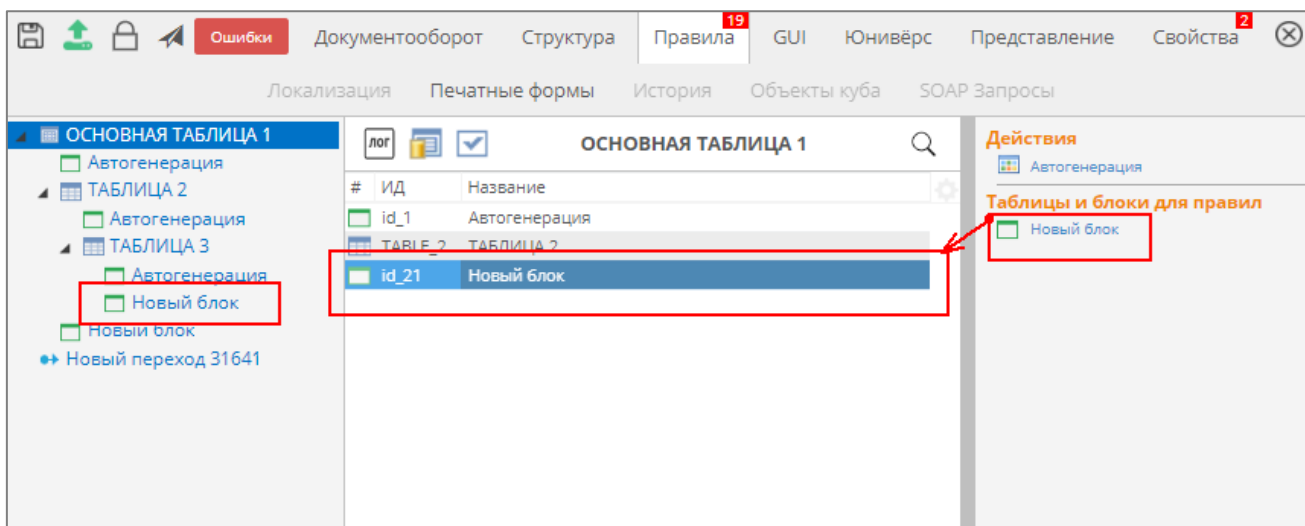 Ошибки Документооборот Структура Правила 19 GUI Юнивёрс Представление Свойства 2
Локализация Печатные формы История Объекты куба SOAP Запросы
ОСНОВНАЯ ТАБЛИЦА 1
Автогенерация
ТАБЛИЦА 2
Автогенерация
ТАБЛИЦА 3
Автогенерация
Новый блок
Новый блок
Новый переход 31641
лог ОСНОВНАЯ ТАБЛИЦА 1
# ИД Название
id_1 Автогенерация
TABLE_2 ТАБЛИЦА 2
id_21 Новый блок
Действия
Автогенерация
Таблицы и блоки для правил
Новый блок